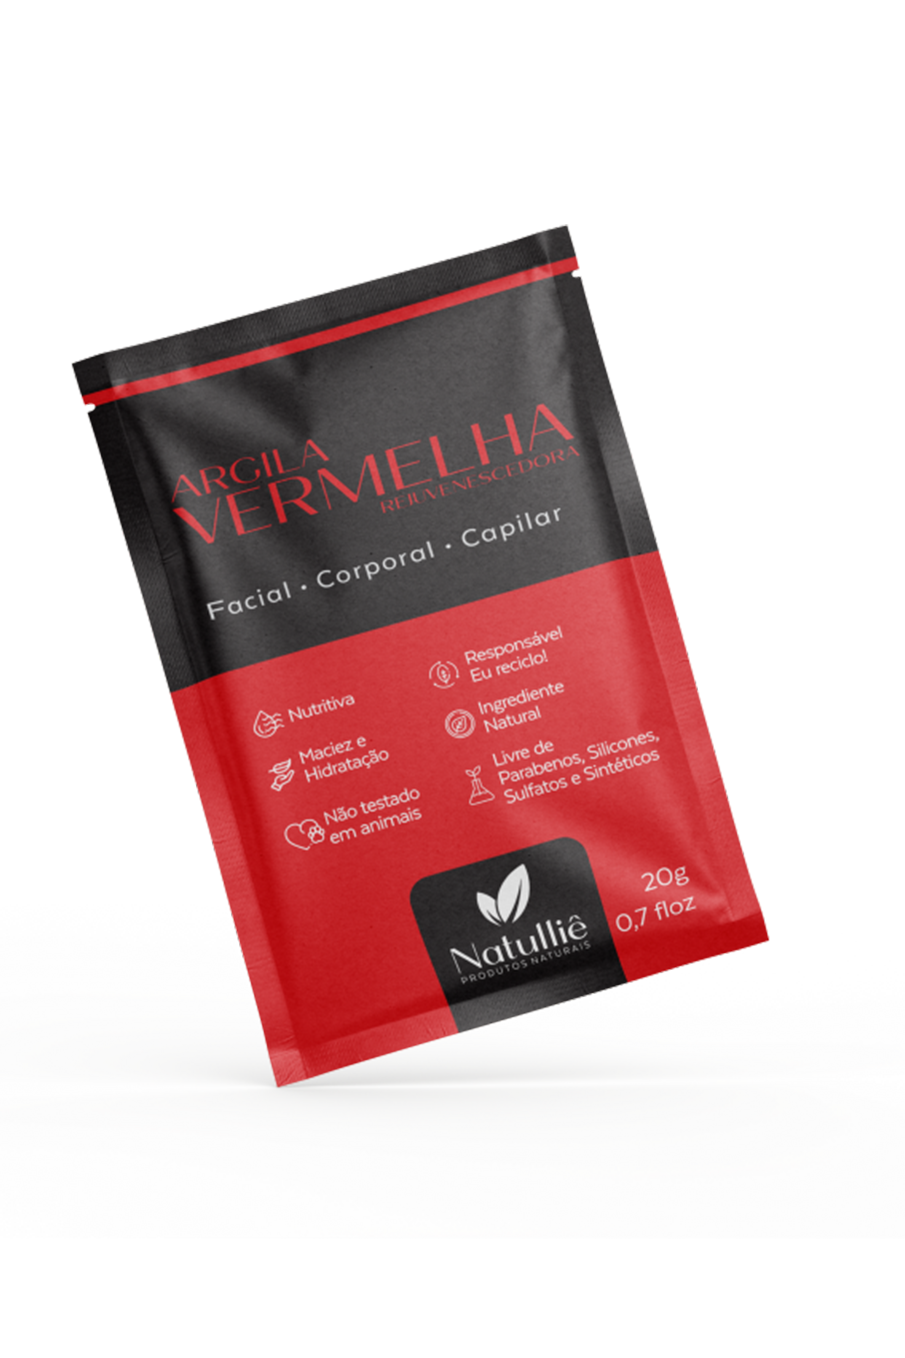 ARGILA
VERMELHA
REJUVENESCEDORA
Facial • Corporal • Capilar
Nutritiva
Maciez e
Hidratação
Não testado
em animais
Responsável
Eu reciclo!
Ingrediente
Natural
Livre de
Parabenos, Silicones,
Sulfatos e Sintéticos
Natulliê
PRODUTOS NATURAIS
20g
0,7 floz